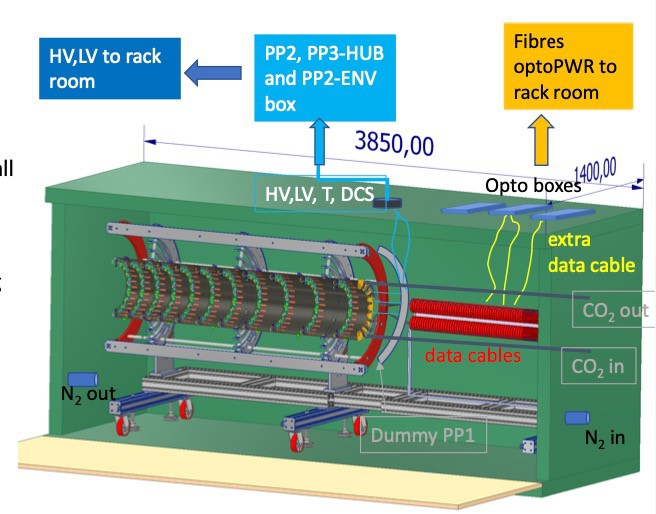 HV,LV to rack
room
PP2, PP3-HUB
and PP2-ENV
box
Fibres
optoPWR to
rack room
3850,00
1400,00
all
HV,LV, T, DCS
Opto boxes
extra
data cable
CO₂ out
data cables
CO₂ in
N₂ out
Dummy PP1
N₂ in